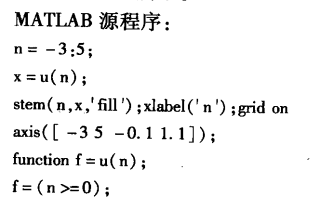 MATLAB 源程序：
n = -3:5;
x = u(n);
stem(n,x,'fill');xlabel('n');grid on
axis([ -3 5 -0.1 1.1]);
function f=u(n);
f=(n>=0);